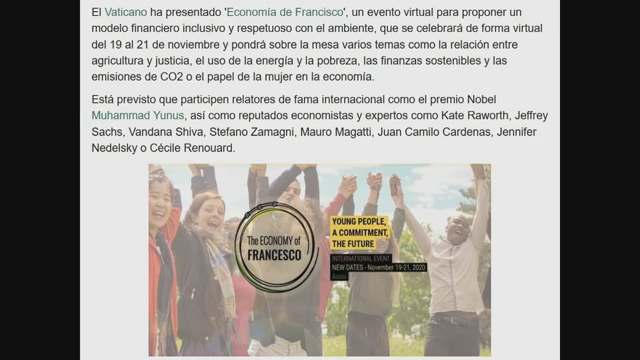 El Vaticano ha presentado 'Economía de Francisco', un evento virtual para proponer un
modelo financiero inclusivo y respetuoso con el ambiente, que se celebrará de forma virtual
del 19 al 21 de noviembre y pondrá sobre la mesa varios temas como la relación entre
agricultura y justicia, el uso de la energía y la pobreza, las finanzas sostenibles y las
emisiones de CO2 o el papel de la mujer en la economía.
Está previsto que participen relatores de fama internacional como el premio Nobel
Muhammad Yunus, así como reputados economistas y expertos como Kate Raworth, Jeffrey
Sachs, Vandana Shiva, Stefano Zamagni, Mauro Magatti, Juan Camilo Cardenas, Jennifer
Nedelsky o Cécile Renouard.
The ECONOMY of
FRANCESCO
YOUNG PEOPLE,
A COMMITMENT,
THE FUTURE
INTERNATIONAL EVENT
NEW DATES - November 19-21, 2020